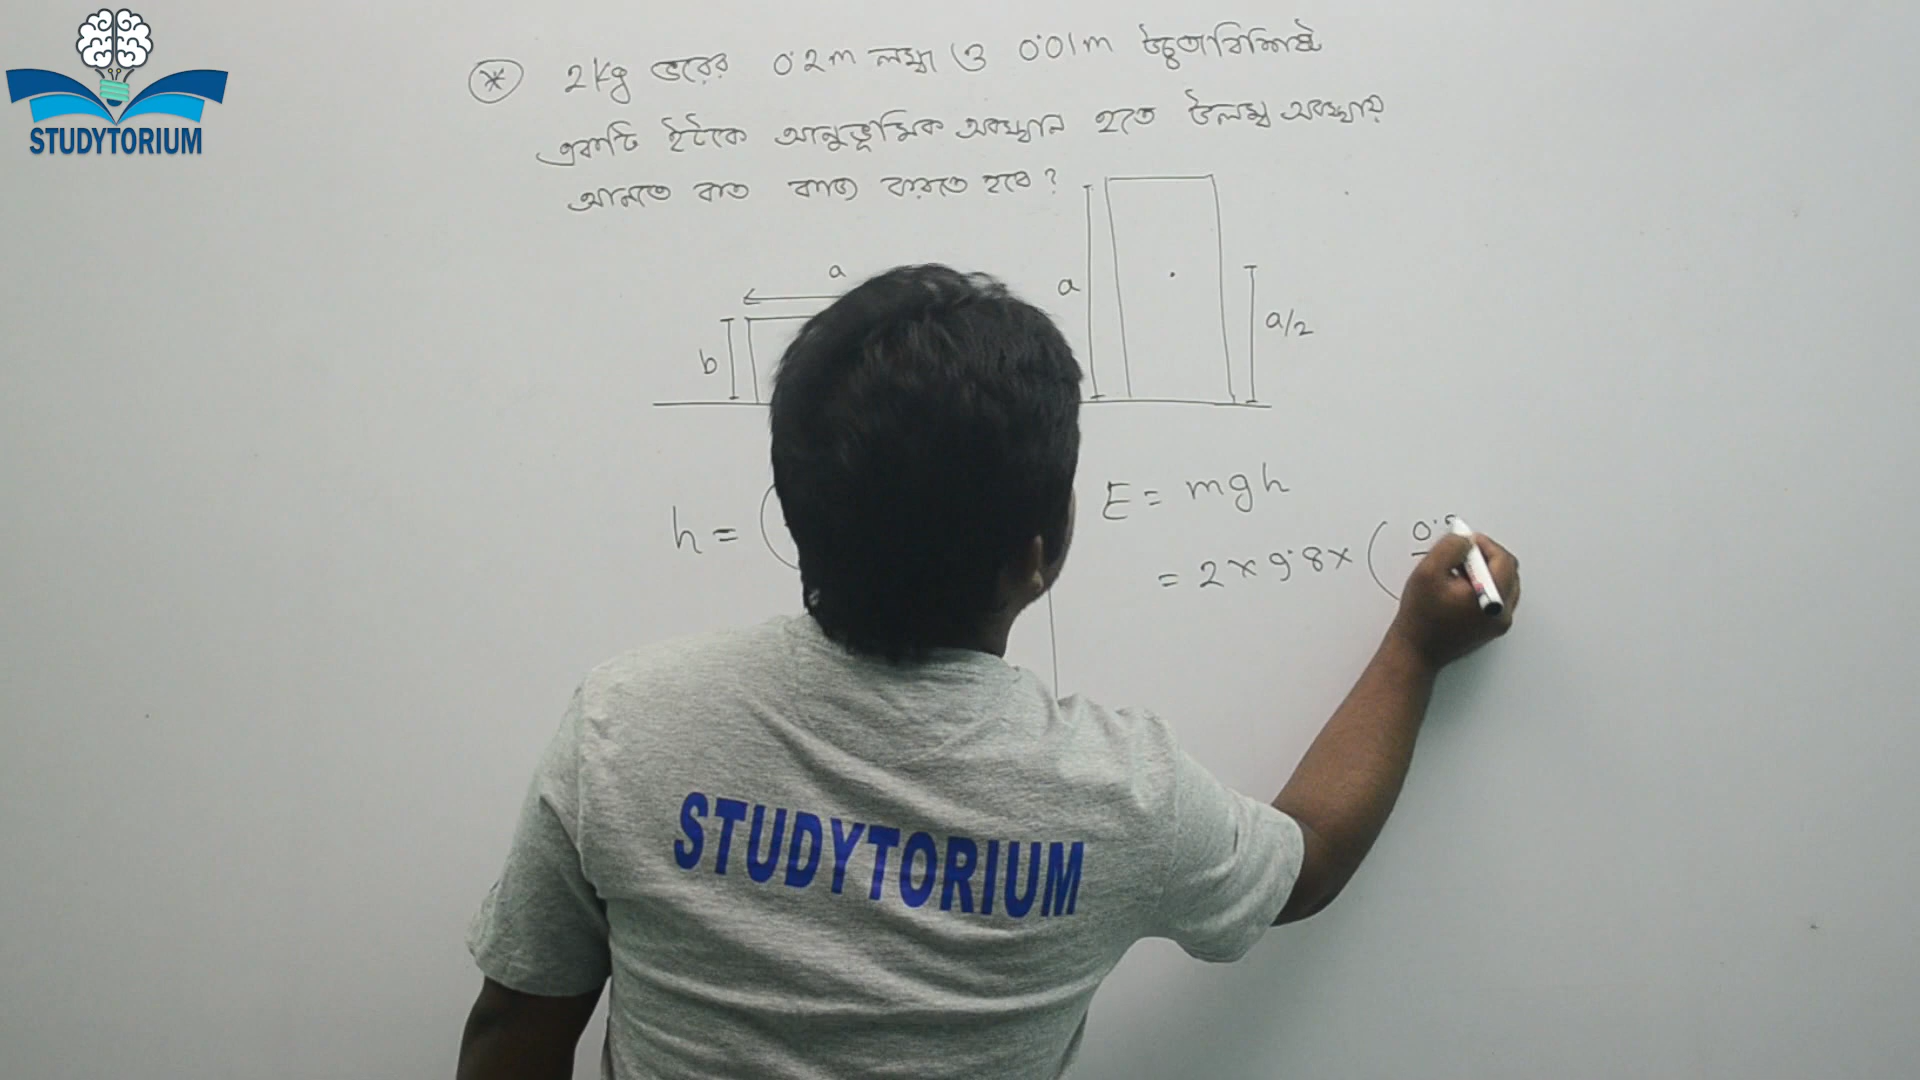 STUDYTORIUM
* 2kg ভরের 0.2m লম্বা ও 0.01m উচ্চতাবিশিষ্ট
একটি ইটকে আনুভূমিক অবস্থান হতে উলম্ব অবস্থায়
আনতে কত কাজ করতে হবে?
a
b
a
a/2
h = (
E = mgh
= 2 × 9.8 × (
STUDYTORIUM